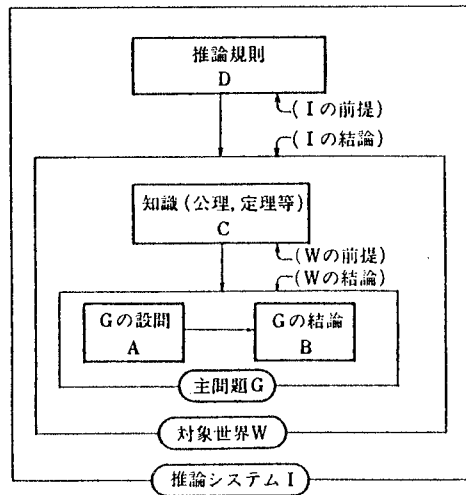 推論規則
D
(Iの前提)
(Iの結論)
知識(公理,定理等)
C
(Wの前提)
(Wの結論)
Gの設問
A
Gの結論
B
主問題G
対象世界W
推論システムI